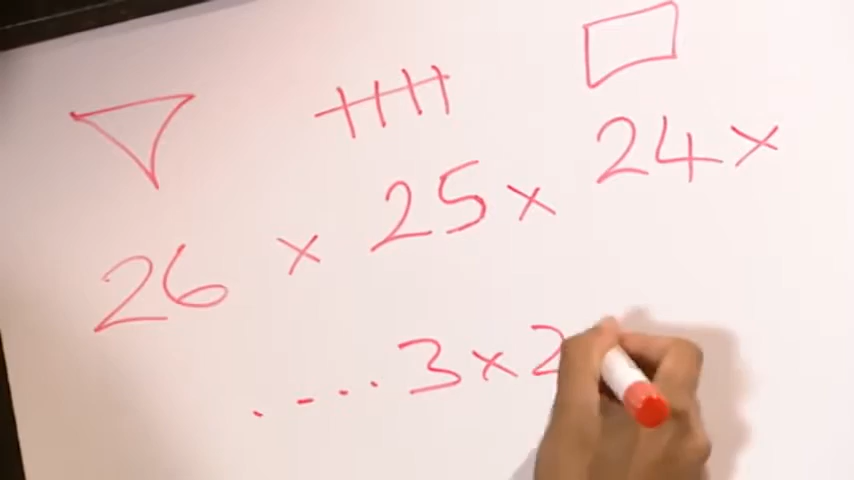 26 × 25 × 24 ×
.... 3 × 2